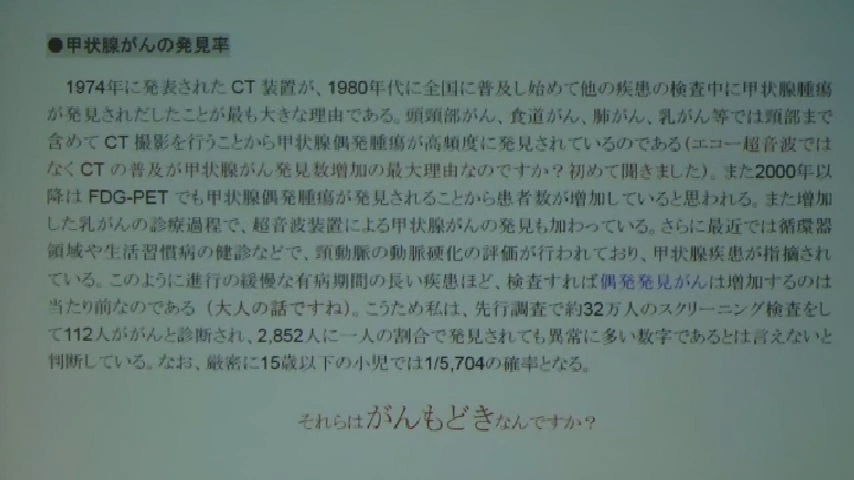 ●甲状腺がんの発見率
1974年に発表された CT 装置が、1980年代に全国に普及し始めて他の疾患の検査中に甲状腺腫瘍
が発見されだしたことが最も大きな理由である。頭頸部がん、食道がん、肺がん、乳がん等では頸部まで
含めて CT 撮影を行うことから甲状腺偶発腫瘍が高頻度に発見されているのである(エコー超音波では
なく CT の普及が甲状腺がん発見数増加の最大理由なのですか？初めて聞きました)。また2000年以
降は FDG-PET でも甲状腺偶発腫瘍が発見されることから患者数が増加していると思われる。また増加
した乳がんの診療過程で、超音波装置による甲状腺がんの発見も加わっている。さらに最近では循環器
領域や生活習慣病の健診などで、頸動脈の動脈硬化の評価が行われており、甲状腺疾患が指摘され
ている。このように進行の緩慢な有病期間の長い疾患ほど、検査すれば偶発発見がんは増加するのは
当たり前なのである（大人の話ですね)。こうため私は、先行調査で約32万人のスクリーニング検査をし
て112人ががんと診断され、2,852人に一人の割合で発見されても異常に多い数字であるとは言えないと
判断している。なお、厳密に15歳以下の小児では1/5,704の確率となる。
それらはがんもどきなんですか？